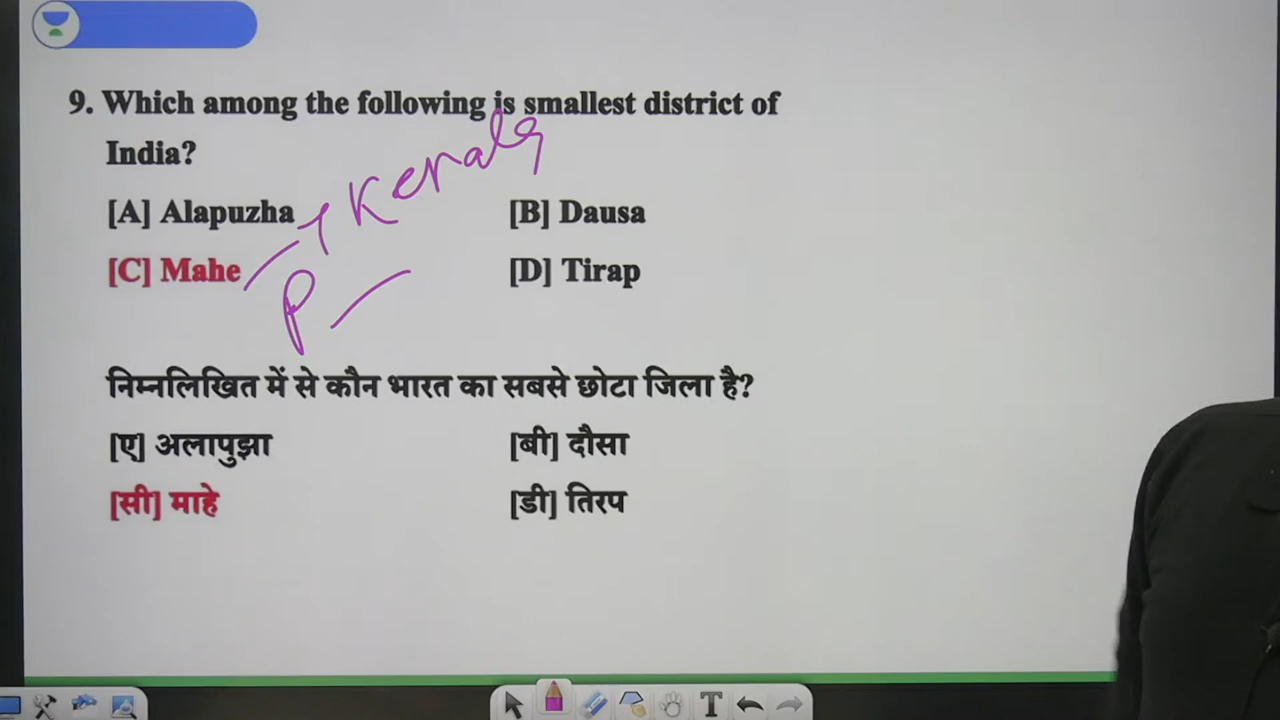 9. Which among the following is smallest district of
India?
[A] Alapuzha
[B] Dausa
Kerala
[C] Mahe
[D] Tirap
P
निम्नलिखित में से कौन भारत का सबसे छोटा जिला है?
[ए] अलापुझा
[बी] दौसा
[सी] माहे
[डी] तिरप
T